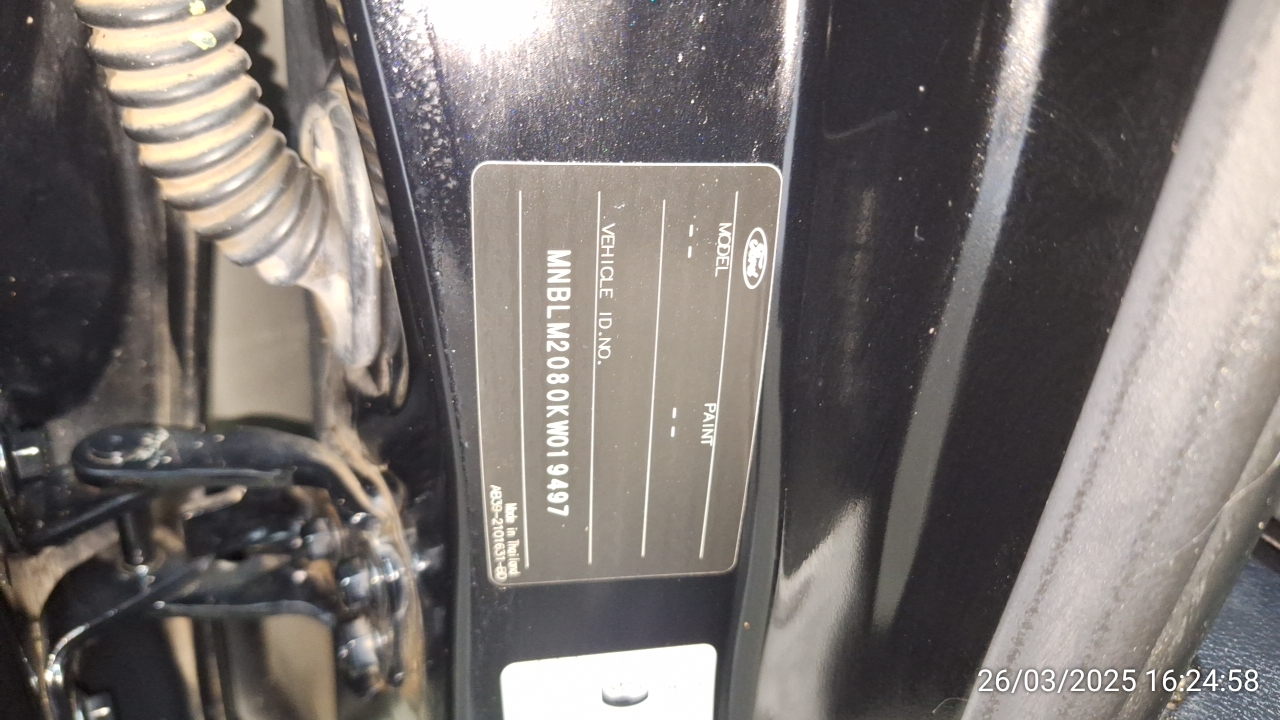 Ford
MODEL PAINT
-- --
VEHICLE ID.NO.
MNBLM2080KW019497
Made in Thailand
AB39-2101631-BD
26/03/2025 16:24:58